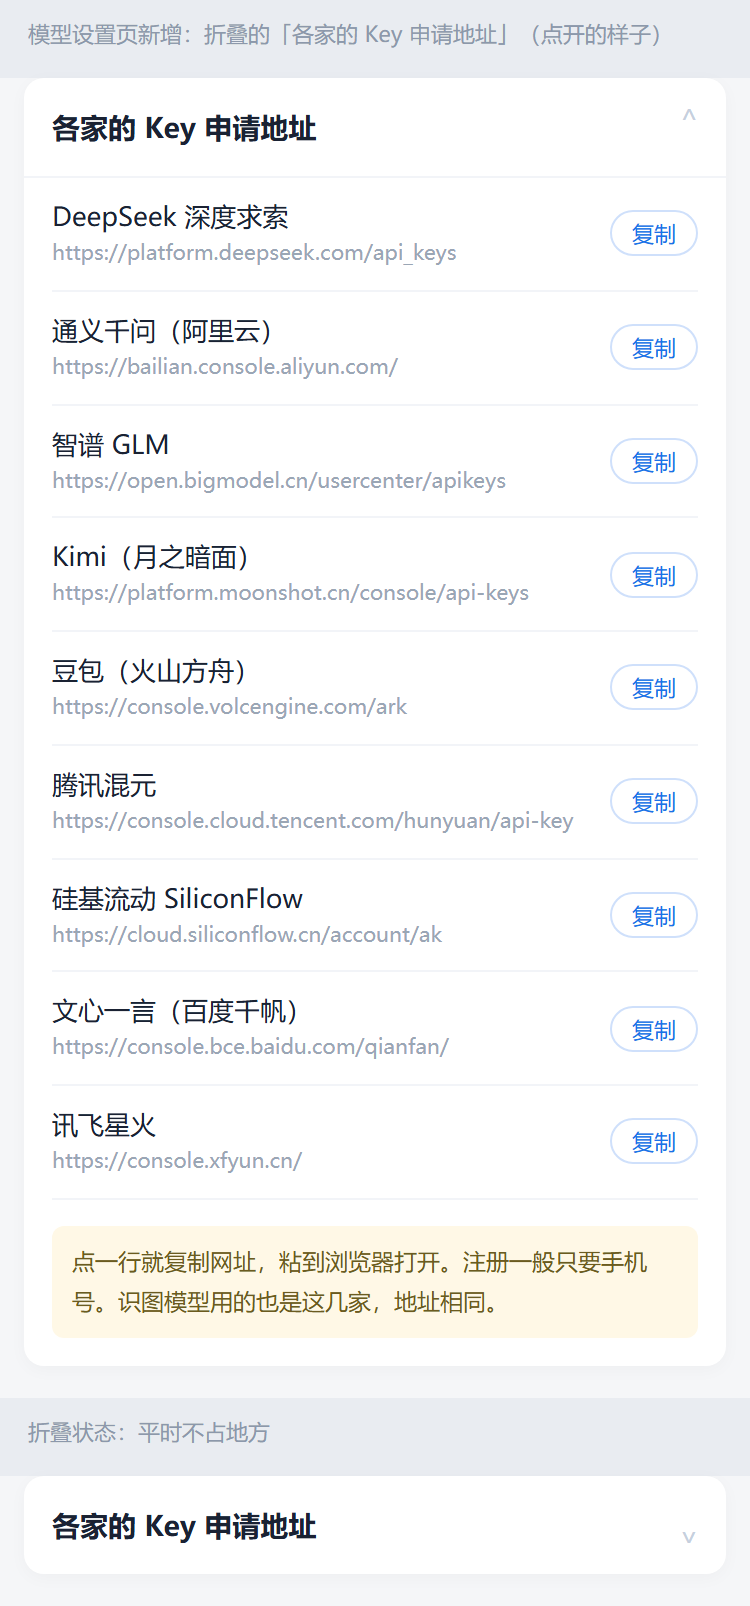 模型设置页新增：折叠的「各家的 Key 申请地址」（点开的样子）
各家的 Key 申请地址
DeepSeek 深度求索
https://platform.deepseek.com/api_keys
复制
通义千问（阿里云）
https://bailian.console.aliyun.com/
复制
智谱 GLM
https://open.bigmodel.cn/usercenter/apikeys
复制
Kimi（月之暗面）
https://platform.moonshot.cn/console/api-keys
复制
豆包（火山方舟）
https://console.volcengine.com/ark
复制
腾讯混元
https://console.cloud.tencent.com/hunyuan/api-key
复制
硅基流动 SiliconFlow
https://cloud.siliconflow.cn/account/ak
复制
文心一言（百度千帆）
https://console.bce.baidu.com/qianfan/
复制
讯飞星火
https://console.xfyun.cn/
复制
点一行就复制网址，粘到浏览器打开。注册一般只要手机
号。识图模型用的也是这几家，地址相同。
折叠状态：平时不占地方
各家的 Key 申请地址